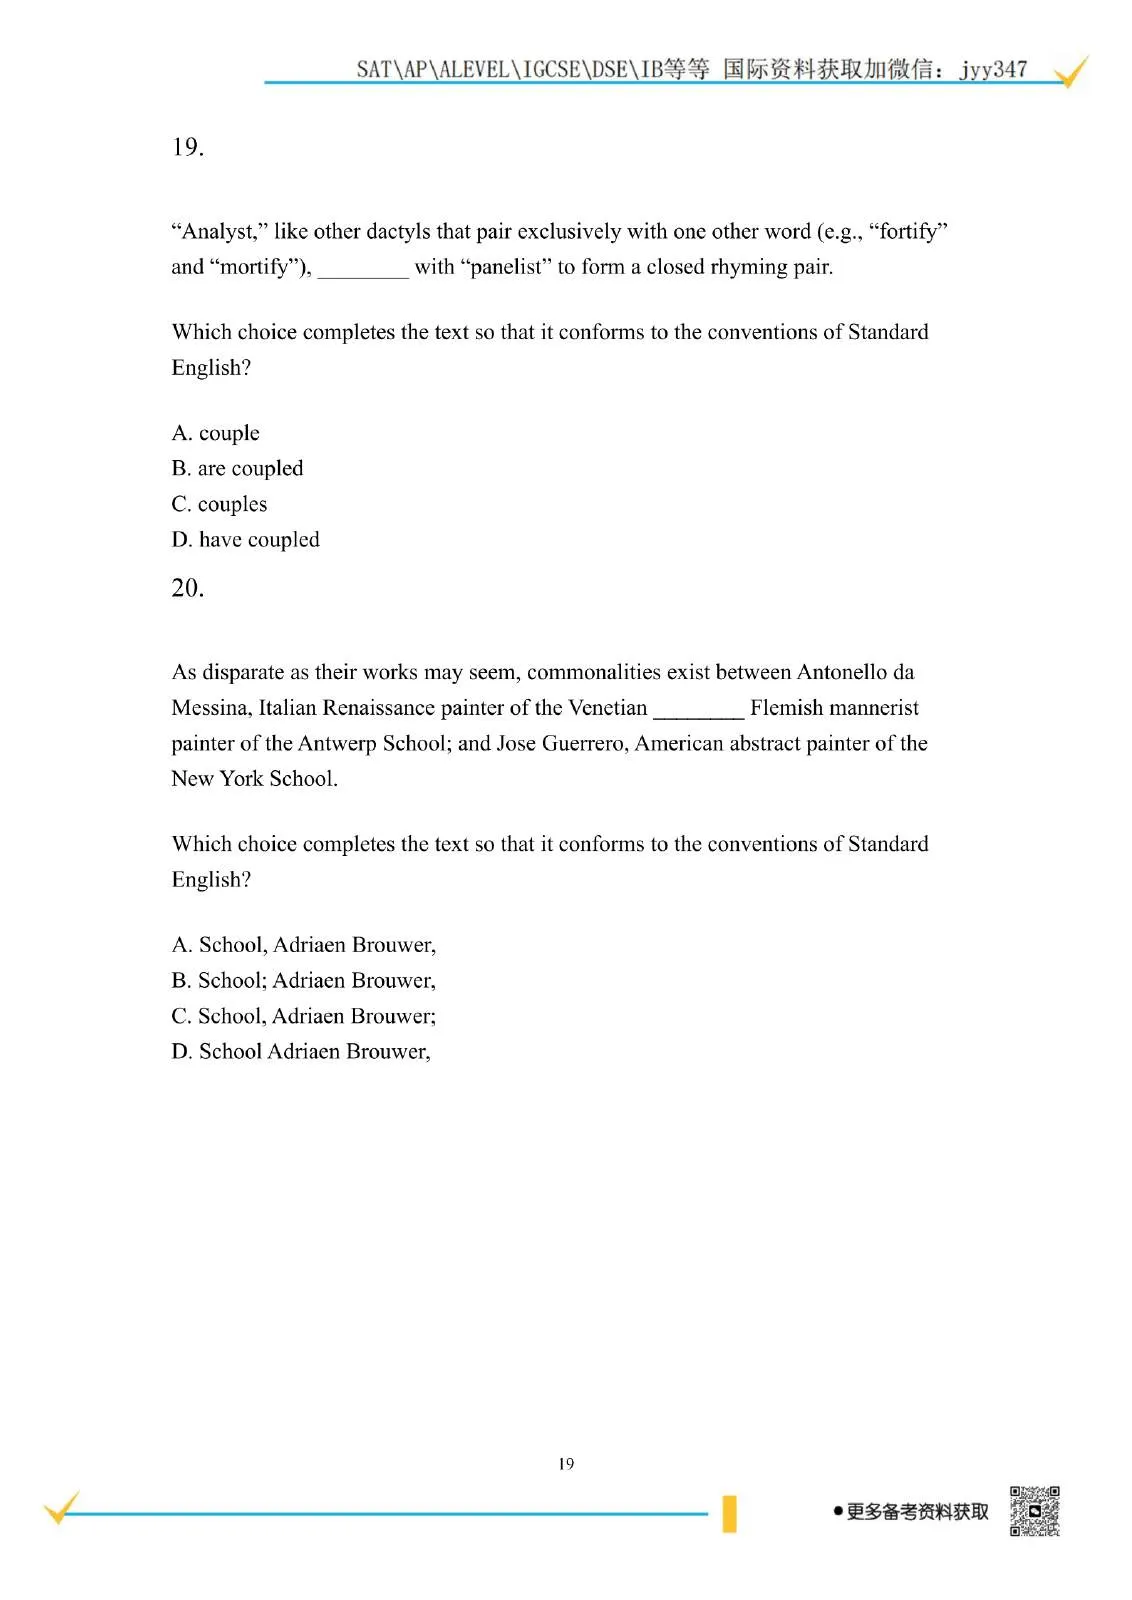 SAT\AP\ALEVEL\IGCSE\DSE\IB等等 国际资料获取加微信：jyy347
19.
“Analyst,” like other dactyls that pair exclusively with one other word (e.g., “fortify”
and “mortify”), ________ with “panelist” to form a closed rhyming pair.
Which choice completes the text so that it conforms to the conventions of Standard
English?
A. couple
B. are coupled
C. couples
D. have coupled
20.
As disparate as their works may seem, commonalities exist between Antonello da
Messina, Italian Renaissance painter of the Venetian ________ Flemish mannerist
painter of the Antwerp School; and Jose Guerrero, American abstract painter of the
New York School.
Which choice completes the text so that it conforms to the conventions of Standard
English?
A. School, Adriaen Brouwer,
B. School; Adriaen Brouwer,
C. School, Adriaen Brouwer;
D. School Adriaen Brouwer,
19
●更多备考资料获取